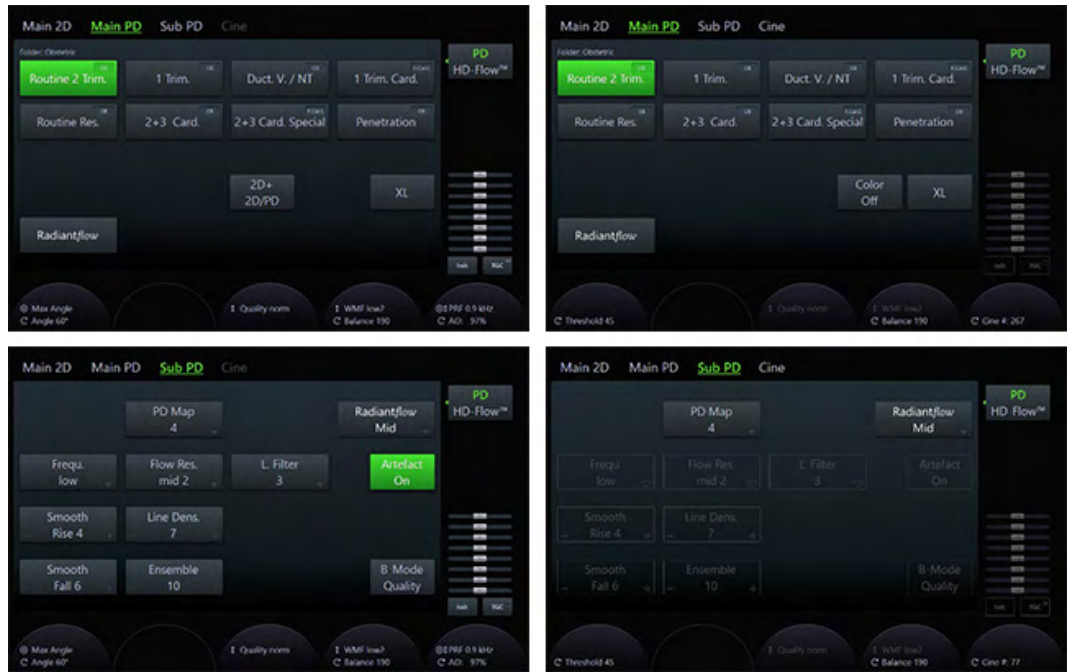 Main 2D Main PD Sub PD Cine
Folder: Obstetric
PD
HD-Flow™
Routine 2 Trim. 1 Trim. Duct. V. / NT 1 Trim. Card.
Routine Res. 2+3 Card. 2+3 Card. Special Penetration
2D+
2D/PD
XL
Radiantflow
Max Angle
Angle 60°
Quality norm
WMF low2
Balance 190
PRF 0.9 kHz
AO: 97%
Main 2D Main PD Sub PD Cine
Folder: Obstetric
PD
HD-Flow™
Routine 2 Trim. 1 Trim. Duct. V. / NT 1 Trim. Card.
Routine Res. 2+3 Card. 2+3 Card. Special Penetration
Color
Off
XL
Radiantflow
Threshold 45
Quality norm
WMF low2
Balance 190
Cine #: 267
Main 2D Main PD Sub PD Cine
PD
HD-Flow™
PD Map
4
Radiantflow
Mid
Frequ.
low
Flow Res.
mid 2
L. Filter
3
Artefact
On
Smooth
Rise 4
Line Dens.
7
Smooth
Fall 6
Ensemble
10
B-Mode
Quality
Max Angle
Angle 60°
Quality norm
WMF low2
Balance 190
PRF 0.9 kHz
AO: 97%
Main 2D Main PD Sub PD Cine
PD
HD-Flow™
PD Map
4
Radiantflow
Mid
Frequ.
low
Flow Res.
mid 2
L. Filter
3
Artefact
On
Smooth
Rise 4
Line Dens.
7
Smooth
Fall 6
Ensemble
10
B-Mode
Quality
Threshold 45
Quality norm
WMF low2
Balance 190
Cine #: 77